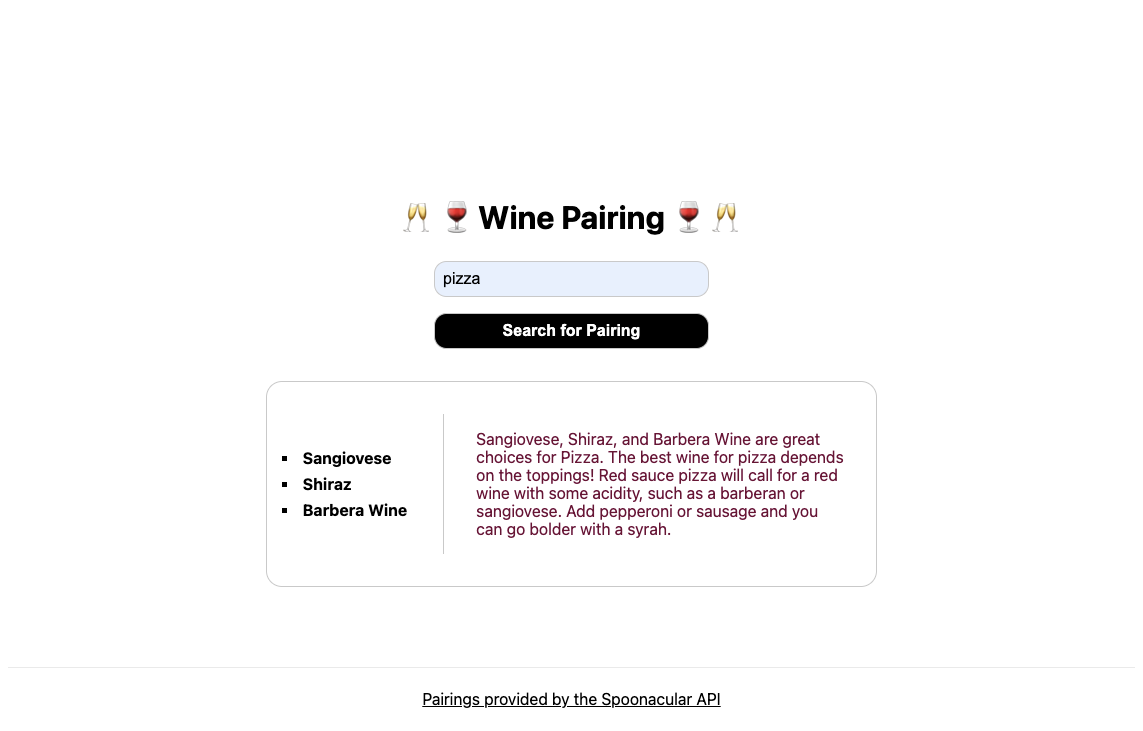 🥂 🍷 Wine Pairing 🍷 🥂
pizza
Search for Pairing
Sangiovese
Shiraz
Barbera Wine
Sangiovese, Shiraz, and Barbera Wine are great
choices for Pizza. The best wine for pizza depends
on the toppings! Red sauce pizza will call for a red
wine with some acidity, such as a barberan or
sangiovese. Add pepperoni or sausage and you
can go bolder with a syrah.
Pairings provided by the Spoonacular API